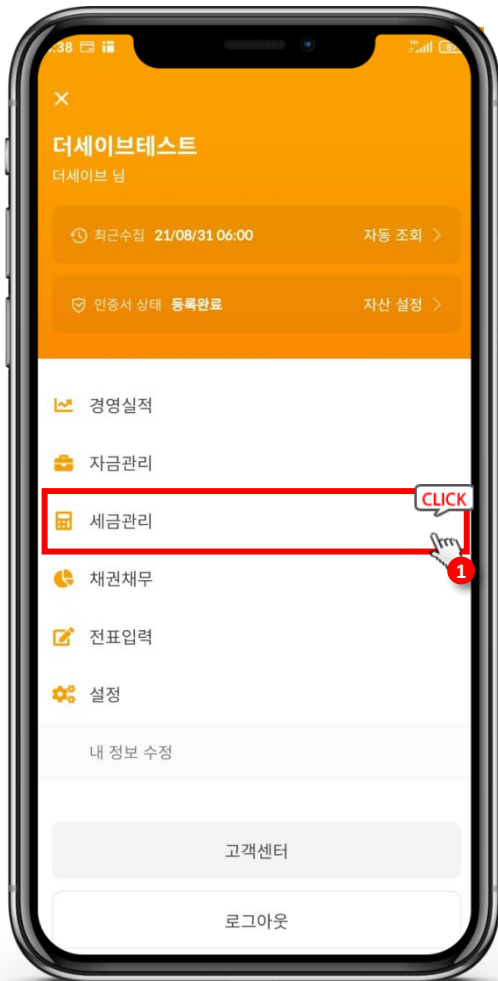 :38
×
더세이브테스트
더세이브 님
최근수집 21/08/31 06:00 자동 조회 >
인증서 상태 등록완료 자산 설정 >
경영실적
자금관리
세금관리
CLICK
1
채권채무
전표입력
설정
내 정보 수정
고객센터
로그아웃